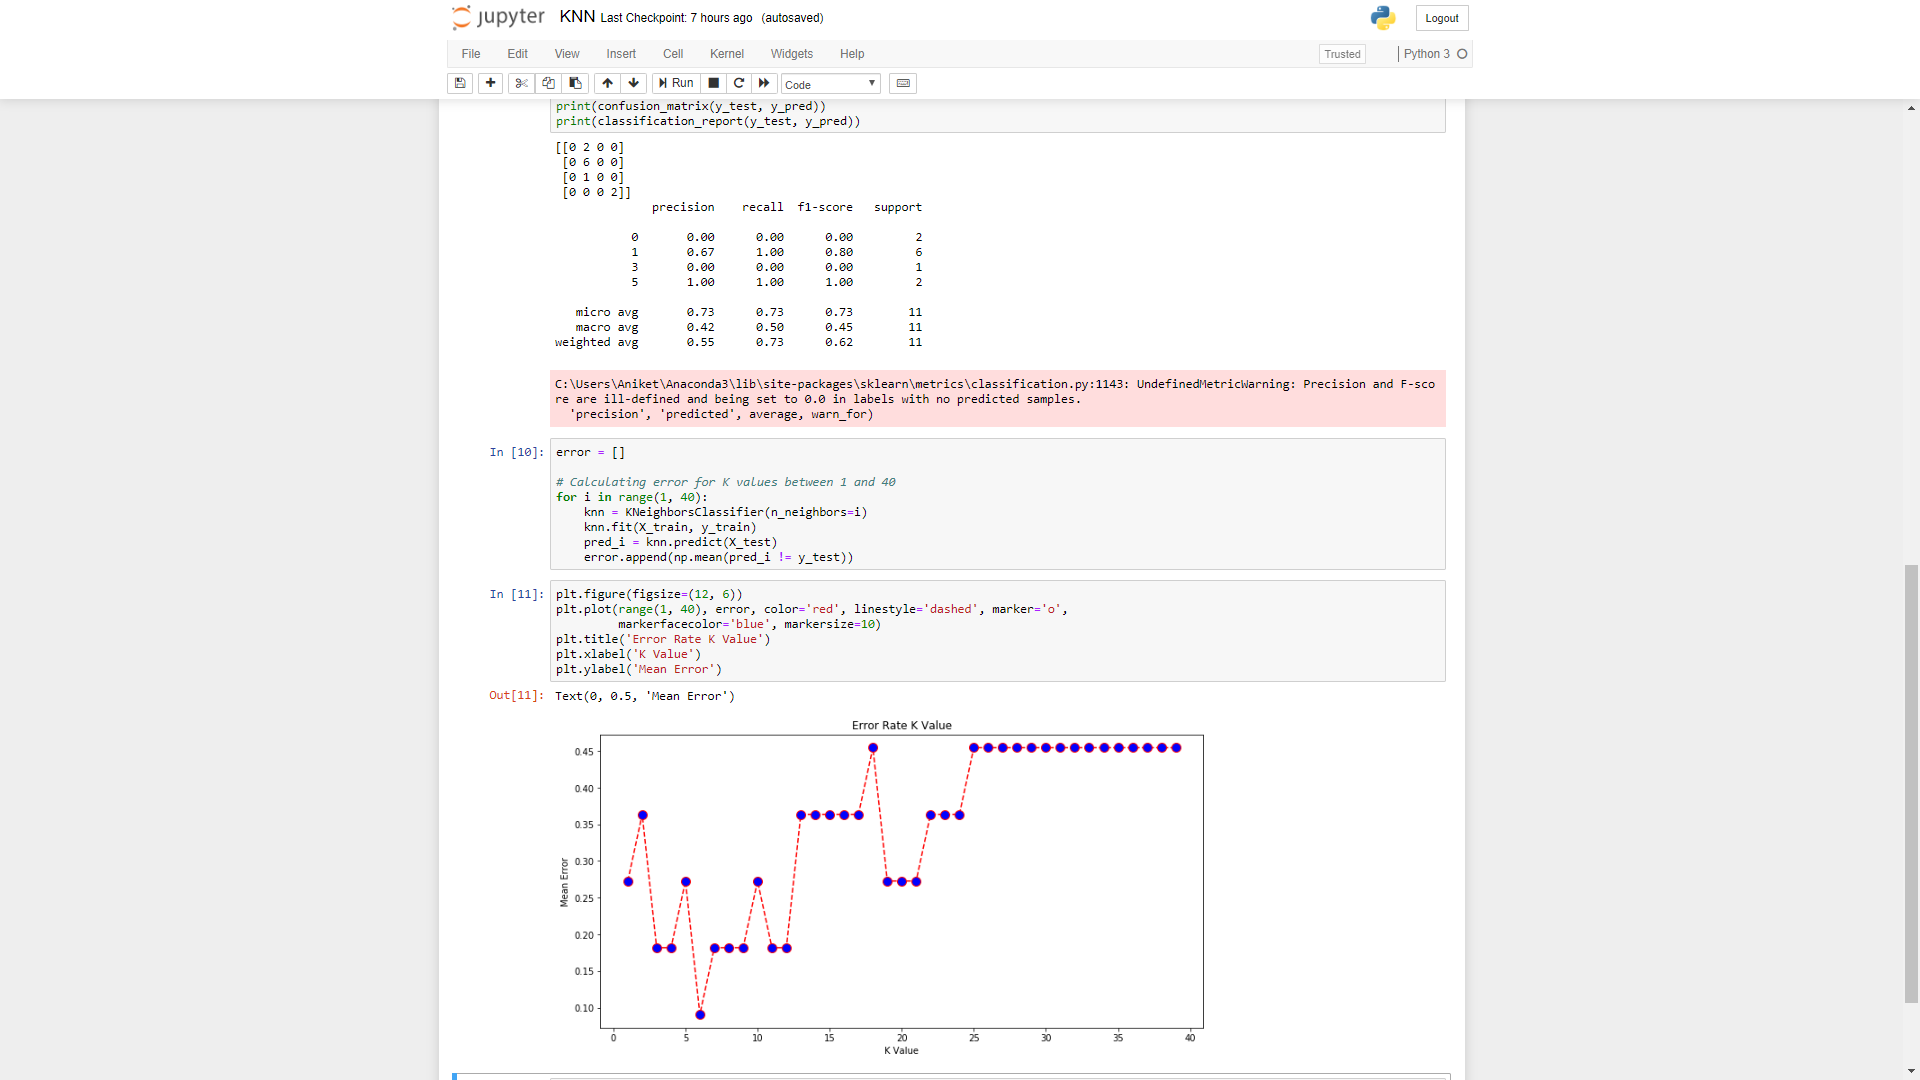 jupyter KNN Last Checkpoint: 7 hours ago (autosaved)
Logout
File Edit View Insert Cell Kernel Widgets Help
Trusted
Python 3
Run
Code
print(confusion_matrix(y_test, y_pred))
print(classification_report(y_test, y_pred))
[[0 2 0 0]
[0 6 0 0]
[0 1 0 0]
[0 0 0 2]]
precision recall f1-score support
0 0.00 0.00 0.00 2
1 0.67 1.00 0.80 6
3 0.00 0.00 0.00 1
5 1.00 1.00 1.00 2
micro avg 0.73 0.73 0.73 11
macro avg 0.42 0.50 0.45 11
weighted avg 0.55 0.73 0.62 11
C:\Users\Aniket\Anaconda3\lib\site-packages\sklearn\metrics\classification.py:1143: UndefinedMetricWarning: Precision and F-sco
re are ill-defined and being set to 0.0 in labels with no predicted samples.
'precision', 'predicted', average, warn_for)
In [10]: error = []
# Calculating error for K values between 1 and 40
for i in range(1, 40):
knn = KNeighborsClassifier(n_neighbors=i)
knn.fit(X_train, y_train)
pred_i = knn.predict(X_test)
error.append(np.mean(pred_i != y_test))
In [11]: plt.figure(figsize=(12, 6))
plt.plot(range(1, 40), error, color='red', linestyle='dashed', marker='o',
markerfacecolor='blue', markersize=10)
plt.title('Error Rate K Value')
plt.xlabel('K Value')
plt.ylabel('Mean Error')
Out[11]: Text(0, 0.5, 'Mean Error')
Error Rate K Value
0.45
0.40
0.35
0.30
0.25
0.20
0.15
0.10
Mean Error
0 5 10 15 20 25 30 35 40
K Value